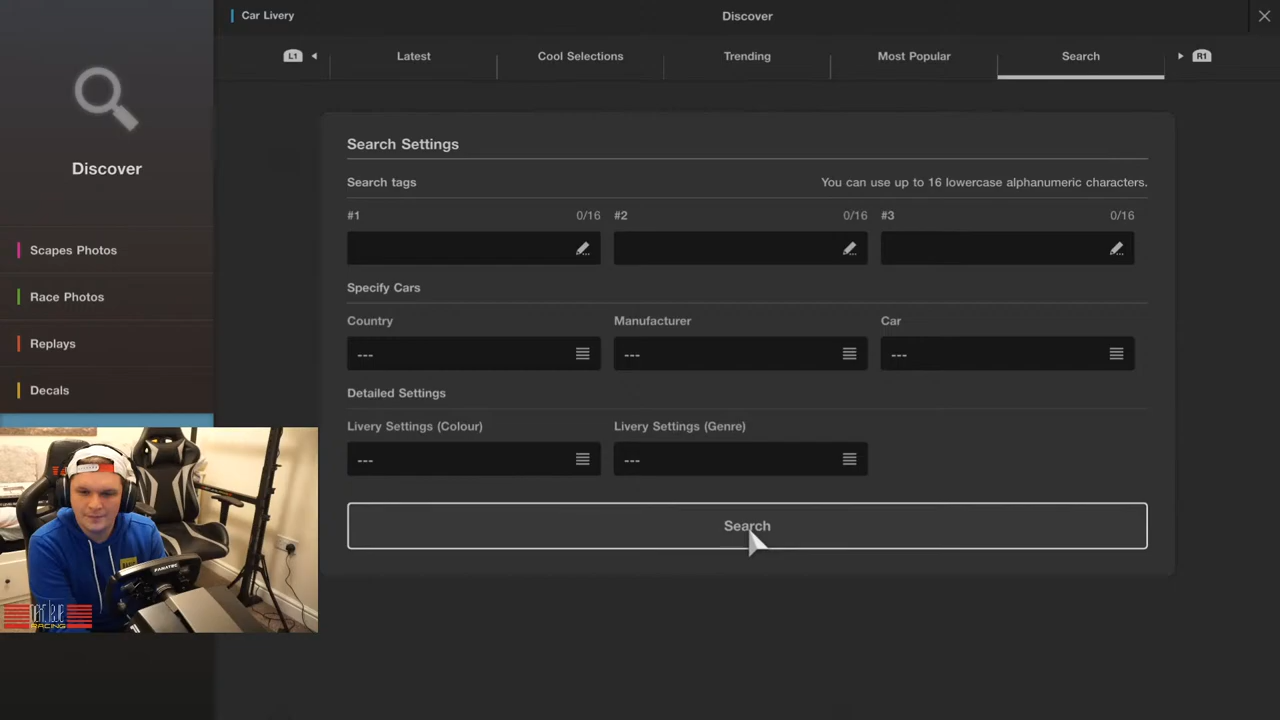 Car Livery
Discover
L1
Latest
Cool Selections
Trending
Most Popular
Search
R1
Discover
Scapes Photos
Race Photos
Replays
Decals
Search Settings
Search tags
You can use up to 16 lowercase alphanumeric characters.
#1 0/16
#2 0/16
#3 0/16
Specify Cars
Country
Manufacturer
Car
---
---
---
Detailed Settings
Livery Settings (Colour)
Livery Settings (Genre)
---
---
Search
FANATEC
RACING